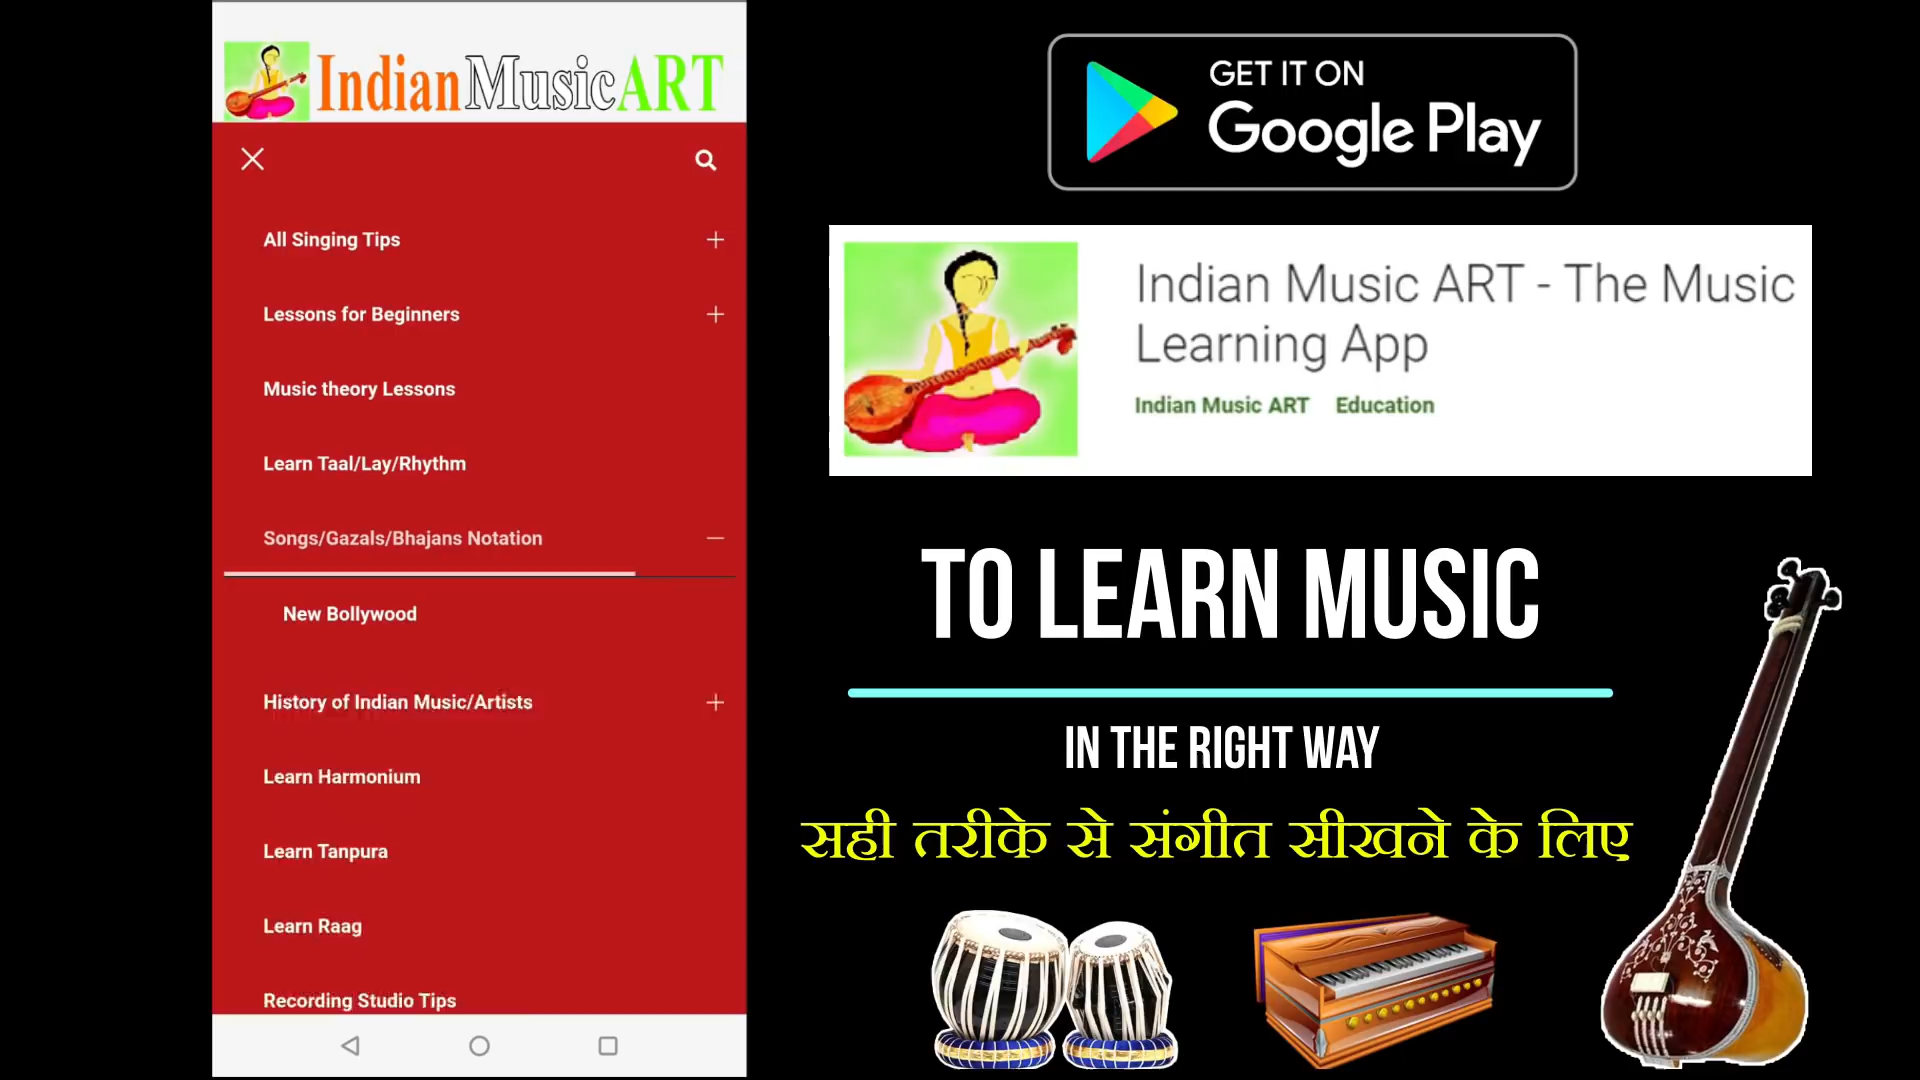 IndianMusicART
All Singing Tips
Lessons for Beginners
Music theory Lessons
Learn Taal/Lay/Rhythm
Songs/Gazals/Bhajans Notation
New Bollywood
History of Indian Music/Artists
Learn Harmonium
Learn Tanpura
Learn Raag
Recording Studio Tips
GET IT ON
Google Play
Indian Music ART - The Music
Learning App
Indian Music ART Education
TO LEARN MUSIC
IN THE RIGHT WAY
सही तरीके से संगीत सीखने के लिए